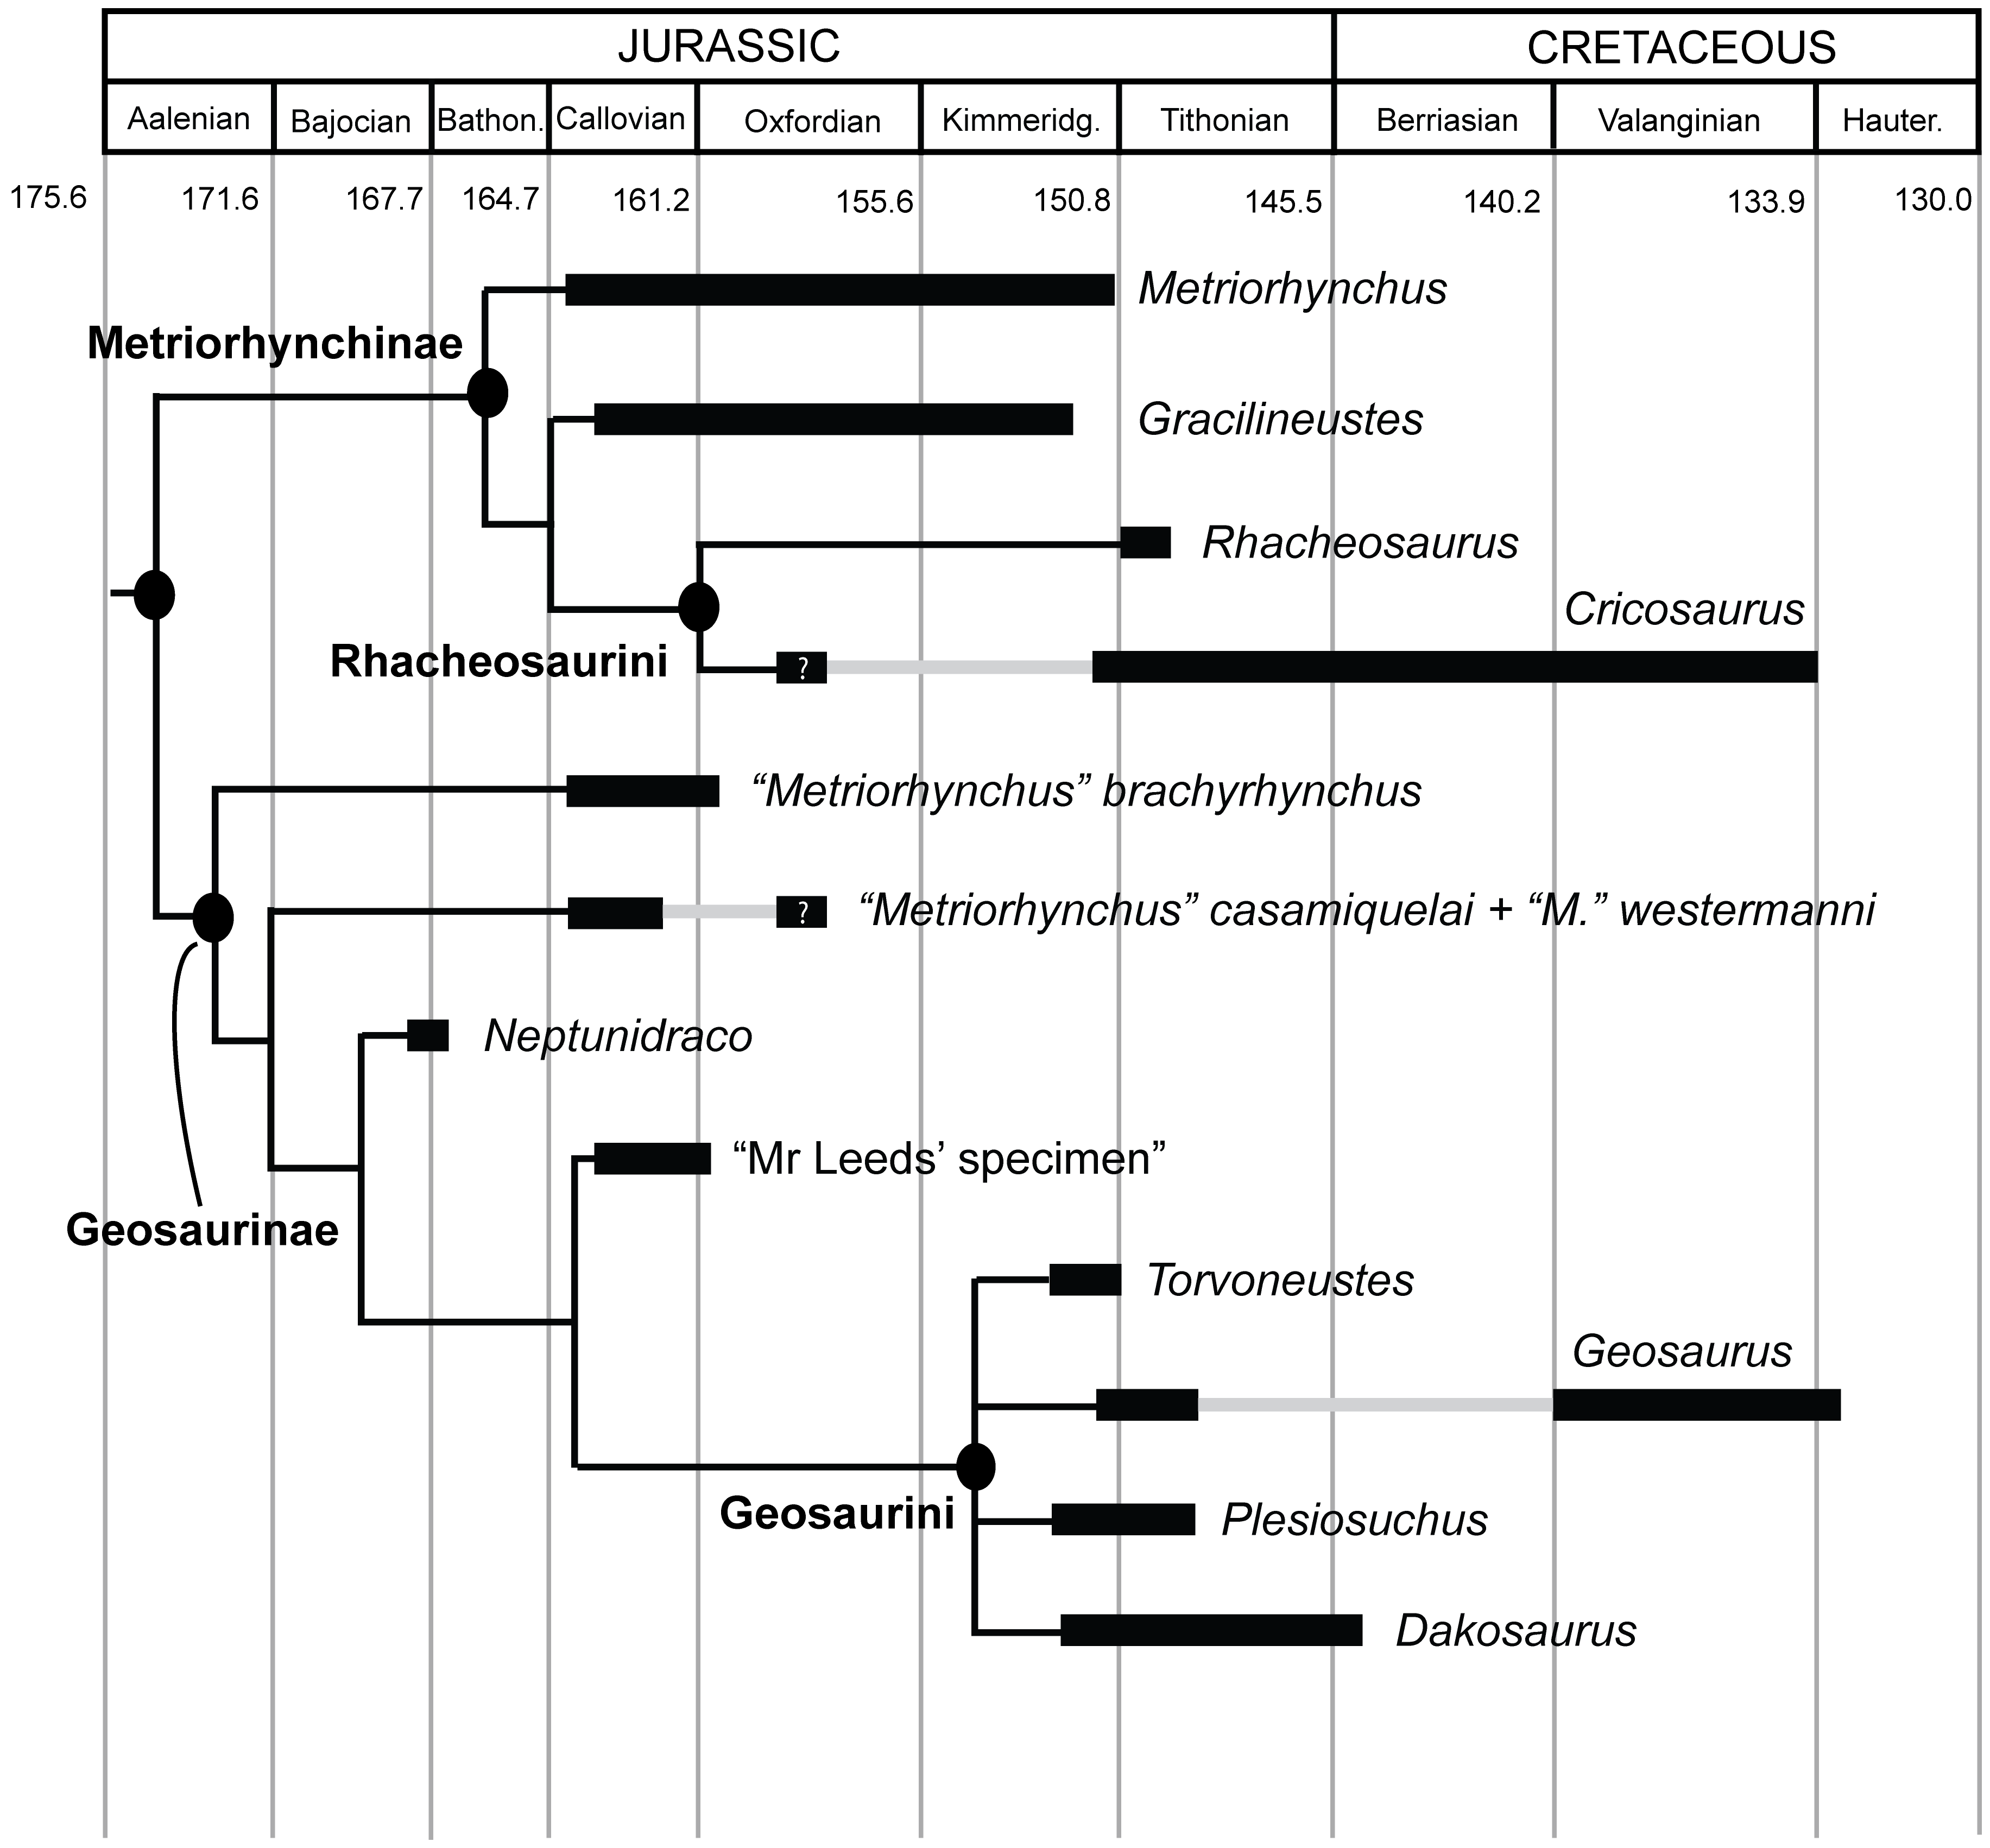 JURASSIC CRETACEOUS
Aalenian Bajocian Bathon. Callovian Oxfordian Kimmeridg. Tithonian Berriasian Valanginian Hauter.
175.6 171.6 167.7 164.7 161.2 155.6 150.8 145.5 140.2 133.9 130.0
Metriorhynchus
Metriorhynchinae
Gracilineustes
Rhacheosaurus
Cricosaurus
Rhacheosaurini ?
“Metriorhynchus” brachyrhynchus
? “Metriorhynchus” casamiquelai + “M.” westermanni
Neptunidraco
“Mr Leeds’ specimen”
Geosaurinae
Torvoneustes
Geosaurus
Geosaurini
Plesiosuchus
Dakosaurus